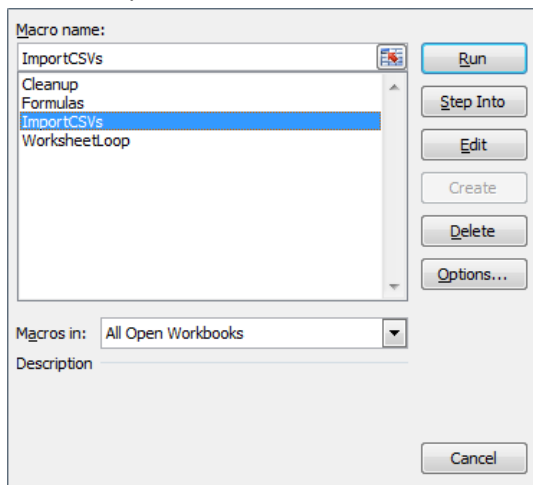 Macro name:
ImportCSVs
Run
Cleanup
Formulas
ImportCSVs
WorksheetLoop
Step Into
Edit
Create
Delete
Options...
Macros in: All Open Workbooks
Description
Cancel